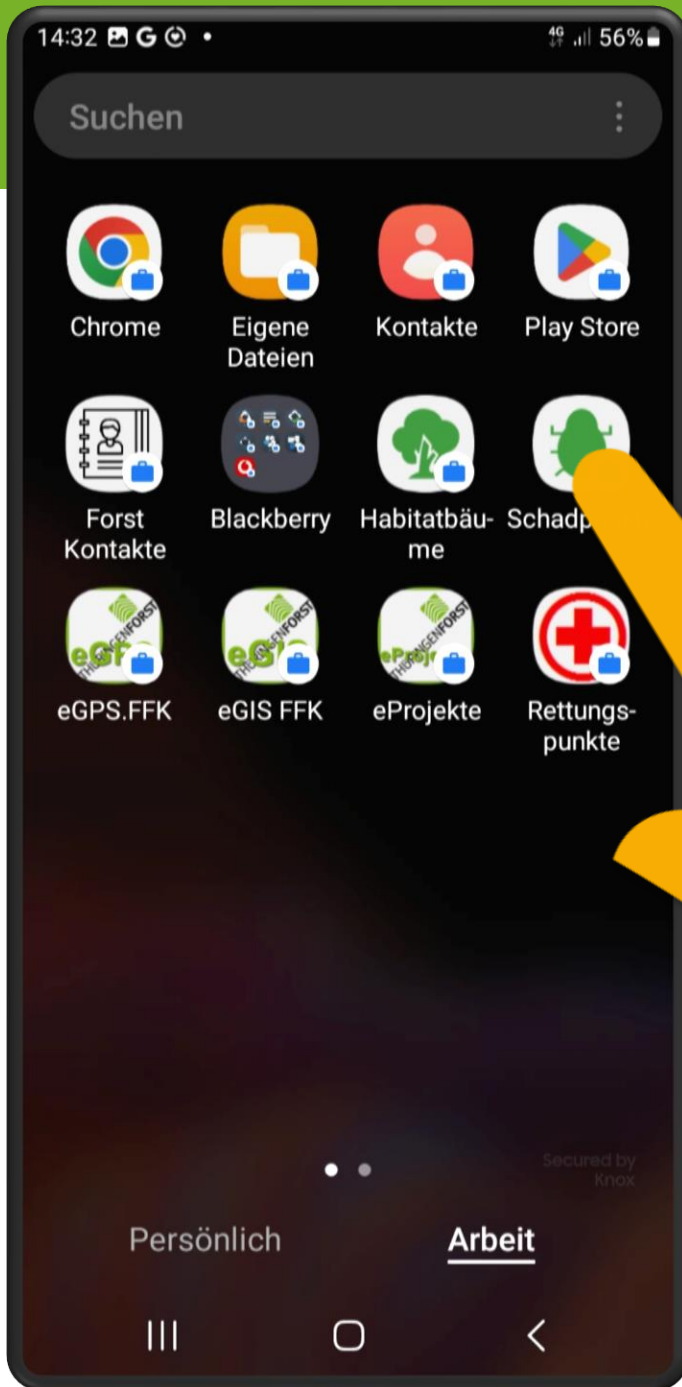 14:32 G 4G 56%
Suchen
Chrome Eigene Dateien Kontakte Play Store
Forst Kontakte Blackberry Habitatbäu-me
eGPS.FFK eGIS FFK eProjekte Rettungs-punkte
Secured by
Knox
Persönlich Arbeit